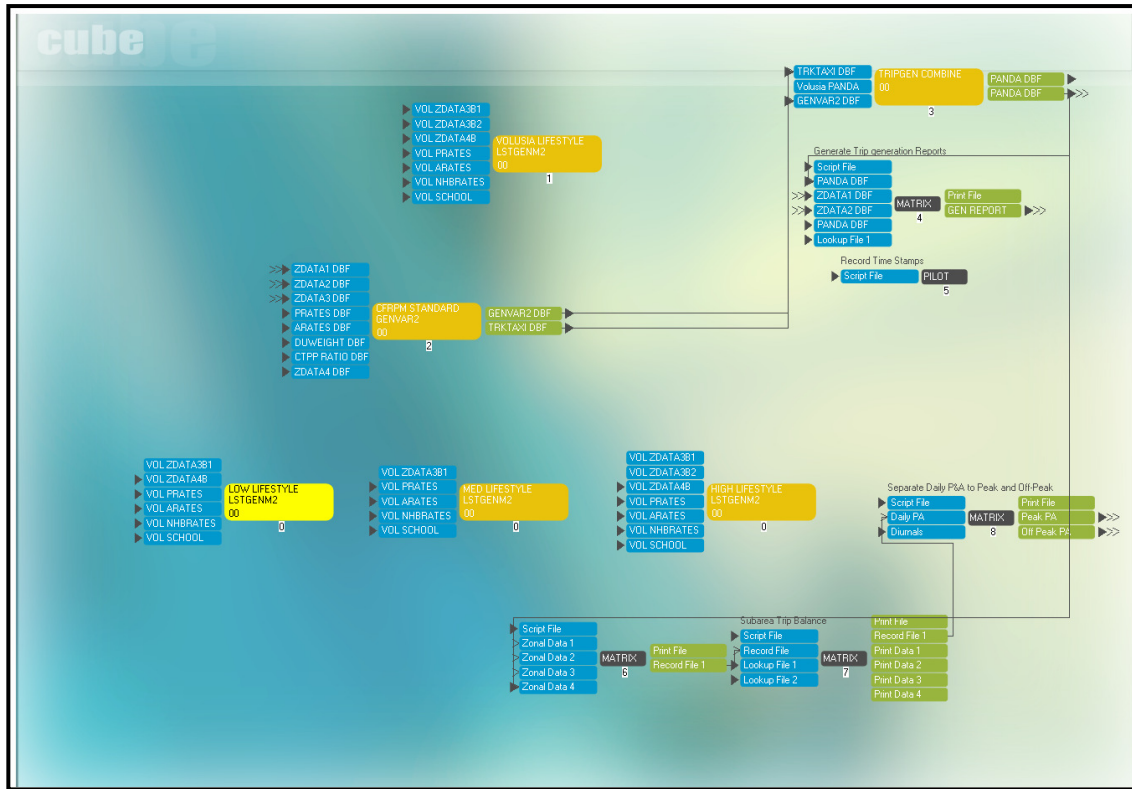 cube
TRKTAXI DBF
Volusia PANDA
GENVAR2 DBF
TRIPGEN COMBINE
00
3
PANDA DBF
PANDA DBF
VOL ZDATA3B1
VOL ZDATA3B2
VOL ZDATA4B
VOL PRATES
VOL ARATES
VOL NHBRATES
VOL SCHOOL
VOLUSIA LIFESTYLE
LSTGENM2
00
1
Generate Trip generation Reports
Script File
PANDA DBF
ZDATA1 DBF
ZDATA2 DBF
PANDA DBF
Lookup File 1
MATRIX
4
Print File
GEN REPORT
Record Time Stamps
Script File
PILOT
5
ZDATA1 DBF
ZDATA2 DBF
ZDATA3 DBF
PRATES DBF
ARATES DBF
DUWEIGHT DBF
CTPP RATIO DBF
ZDATA4 DBF
CFRPM STANDARD
GENVAR2
00
2
GENVAR2 DBF
TRKTAXI DBF
VOL ZDATA3B1
VOL ZDATA4B
VOL PRATES
VOL ARATES
VOL NHBRATES
VOL SCHOOL
LOW LIFESTYLE
LSTGENM2
00
0
VOL ZDATA3B1
VOL PRATES
VOL ARATES
VOL NHBRATES
VOL SCHOOL
MED LIFESTYLE
LSTGENM2
00
0
VOL ZDATA3B1
VOL ZDATA3B2
VOL ZDATA4B
VOL PRATES
VOL ARATES
VOL NHBRATES
VOL SCHOOL
HIGH LIFESTYLE
LSTGENM2
00
0
Separate Daily P&A to Peak and Off-Peak
Script File
Daily PA
Diurnals
MATRIX
8
Print File
Peak PA
Off Peak PA
Script File
Zonal Data 1
Zonal Data 2
Zonal Data 3
Zonal Data 4
MATRIX
6
Print File
Record File 1
Subarea Trip Balance
Script File
Record File
Lookup File 1
Lookup File 2
MATRIX
7
Print File
Record File 1
Print Data 1
Print Data 2
Print Data 3
Print Data 4